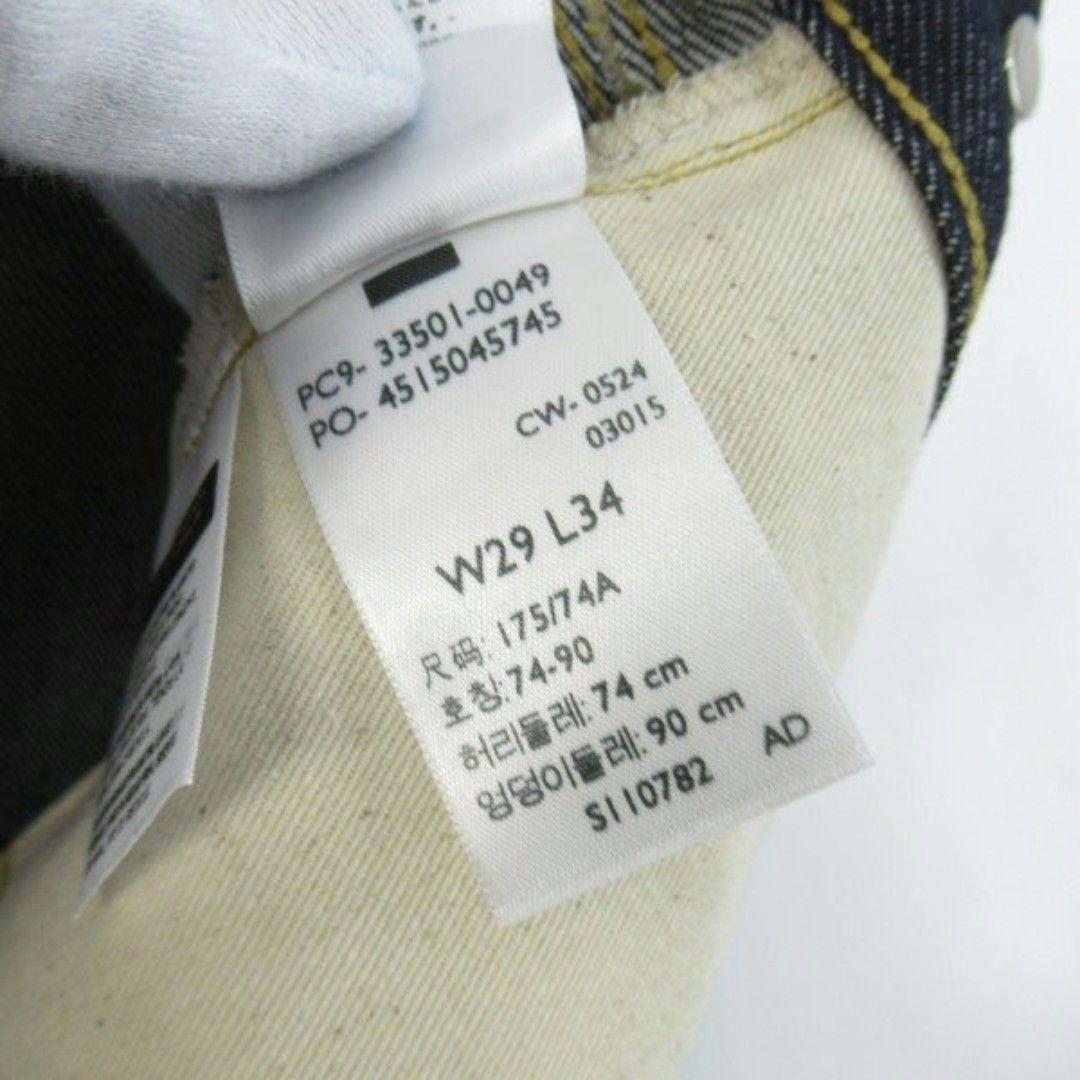 PC9- 33501-0049
PO- 4515045745
CW- 0524
03015
W29 L34
尺码: 175/74A
호칭: 74-90
허리둘레: 74 cm
엉덩이둘레: 90 cm
S110782 AD